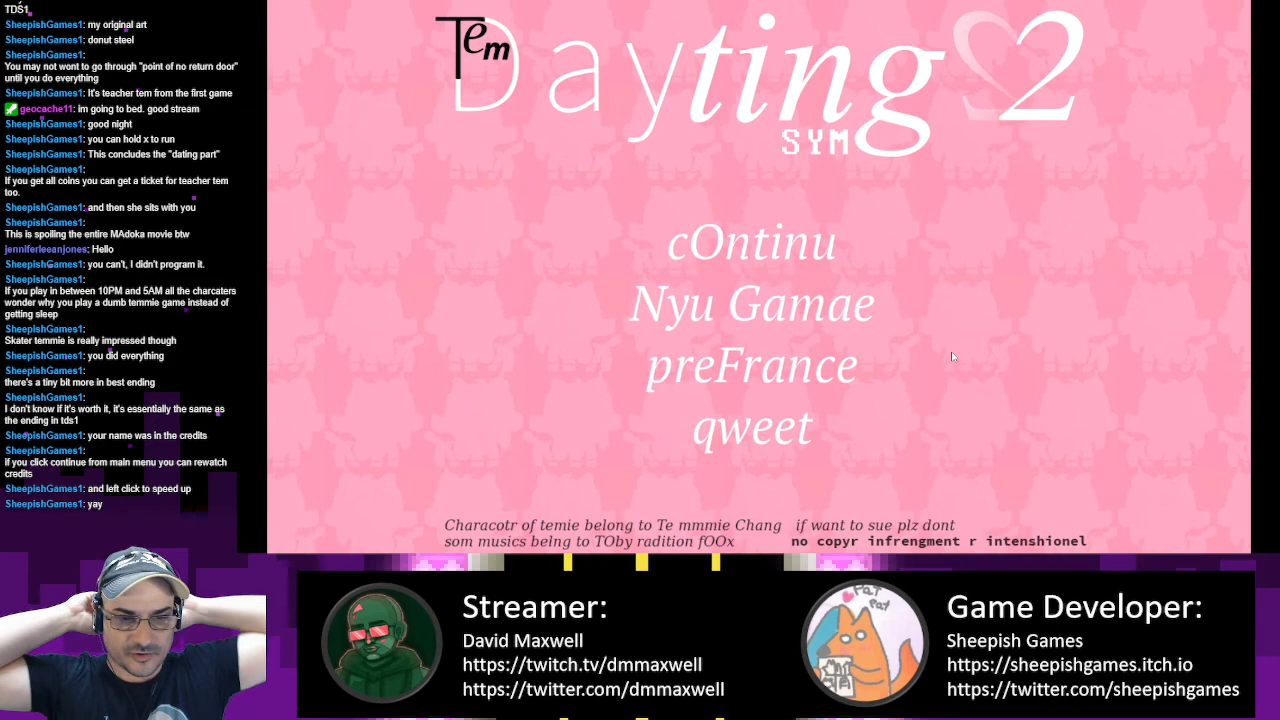 TDS1
SheepishGames1: my original art
SheepishGames1: donut steel
SheepishGames1:
You may not wont to go through "point of no return door"
until you do everything
SheepishGames1: It's teacher tem from the first game
geocache11: im going to bed. good stream
SheepishGames1: good night
SheepishGames1: you can hold x to run
SheepishGames1: This concludes the "dating part"
SheepishGames1:
If you get all coins you can get a ticket for teacher tem
too.
SheepishGames1: and then she sits with you
SheepishGames1:
This is spoiling the entire MAdoka movie btw
jenniferleeanjones: Hello
SheepishGames1: you can't, I didn't program it.
SheepishGames1:
If you play in between 10PM and 5AM all the charcaters
wonder why you play a dumb temmie game instead of
getting sleep
SheepishGames1:
Skater temmie is really impressed though
SheepishGames1: you did everything
SheepishGames1:
there's a tiny bit more in best ending
SheepishGames1:
I don't know if it's worth it, it's essentially the same as
the ending in tds1
SheepishGames1: your name was in the credits
SheepishGames1:
if you click continue from main menu you can rewatch
credits
SheepishGames1: and left click to speed up
SheepishGames1: yay
Tem Dayting 2
SYM
cOntinu
Nyu Gamae
preFrance
qweet
Characotr of temie belong to Te mmmie Chang if want to sue plz dont
som musics belng to TOby radition fOOx no copyr infrengment r intenshionel
Streamer:
David Maxwell
https://twitch.tv/dmmaxwell
https://twitter.com/dmmaxwell
PaT
Pat
Game Developer:
Sheepish Games
https://sheepishgames.itch.io
https://twitter.com/sheepishgames